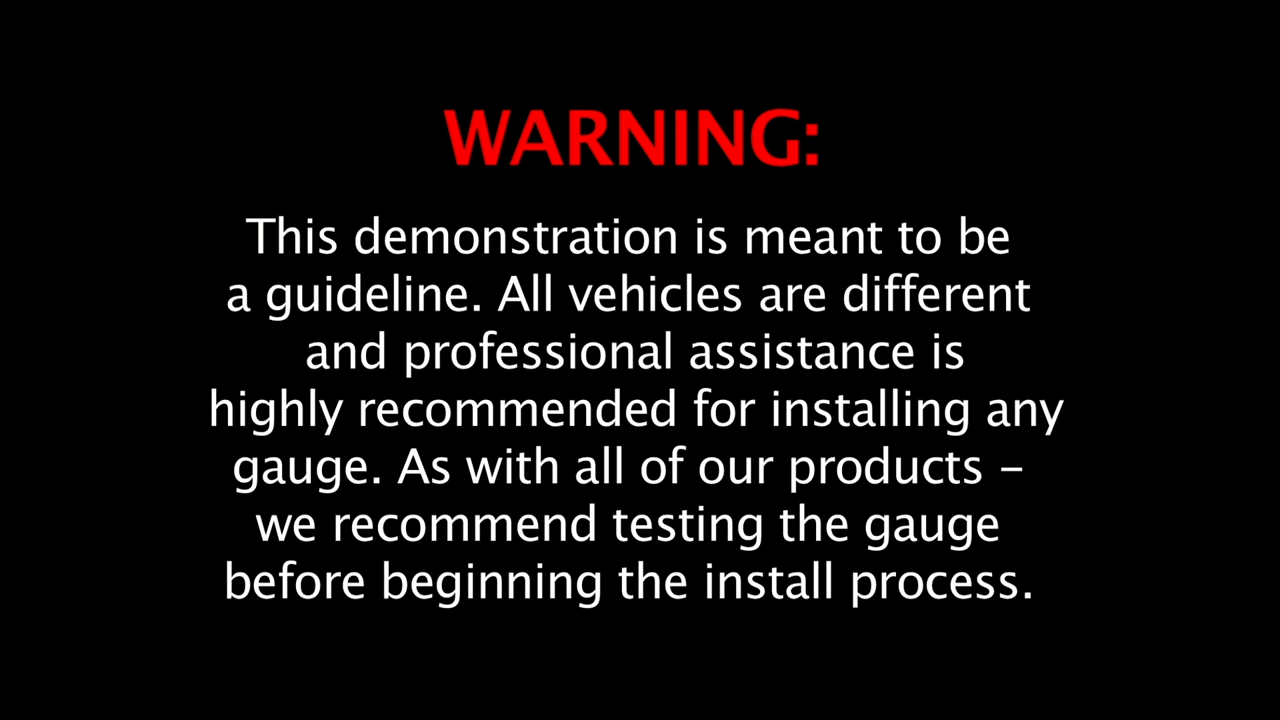 WARNING:
This demonstration is meant to be
a guideline. All vehicles are different
and professional assistance is
highly recommended for installing any
gauge. As with all of our products –
we recommend testing the gauge
before beginning the install process.